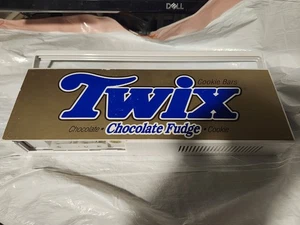 DELL
Cookie Bars
Twix
Chocolate • Chocolate Fudge • Cookie